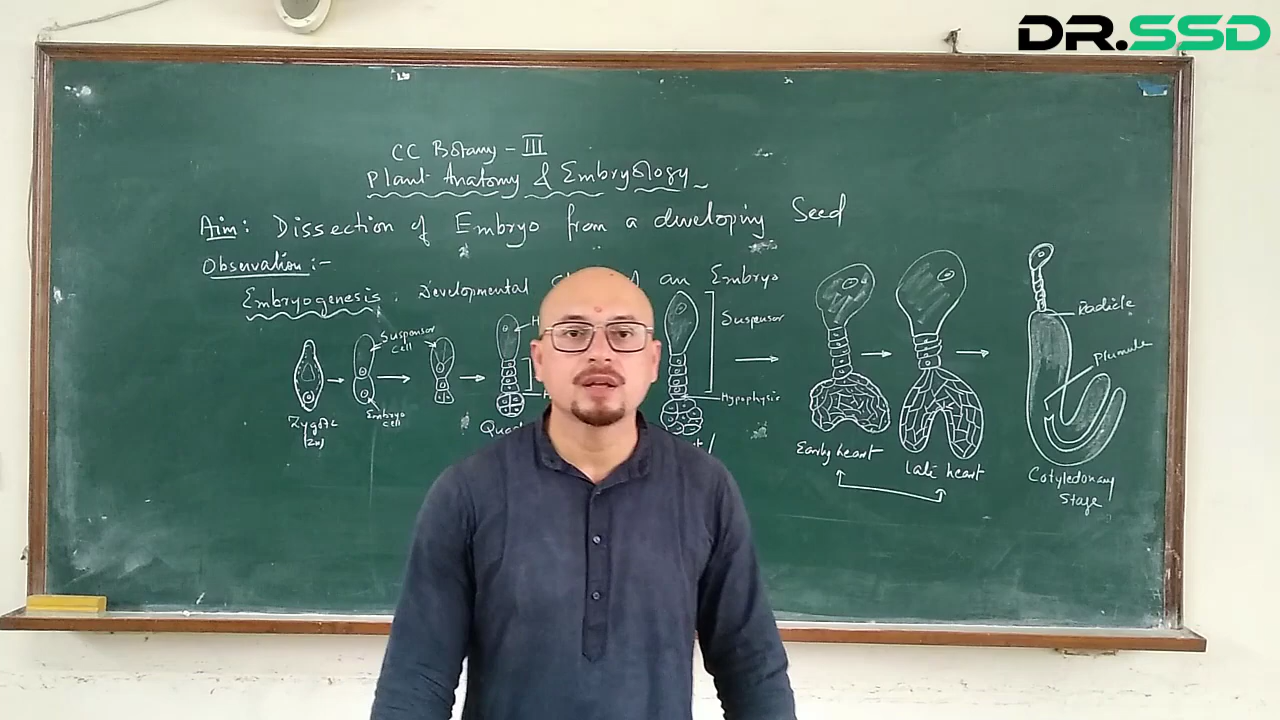 DR.SSD
CC Botany - III
Plant Anatomy & Embryology
Aim: Dissection of Embryo from a developing Seed
Observation :-
Embryogenesis : Developmental an Embryo
Suspensor cell
Embryo cell
Zygote (2n)
Suspensor
Hypophysis
Early heart
Late heart
Radicle
Plumule
Cotyledonary Stage